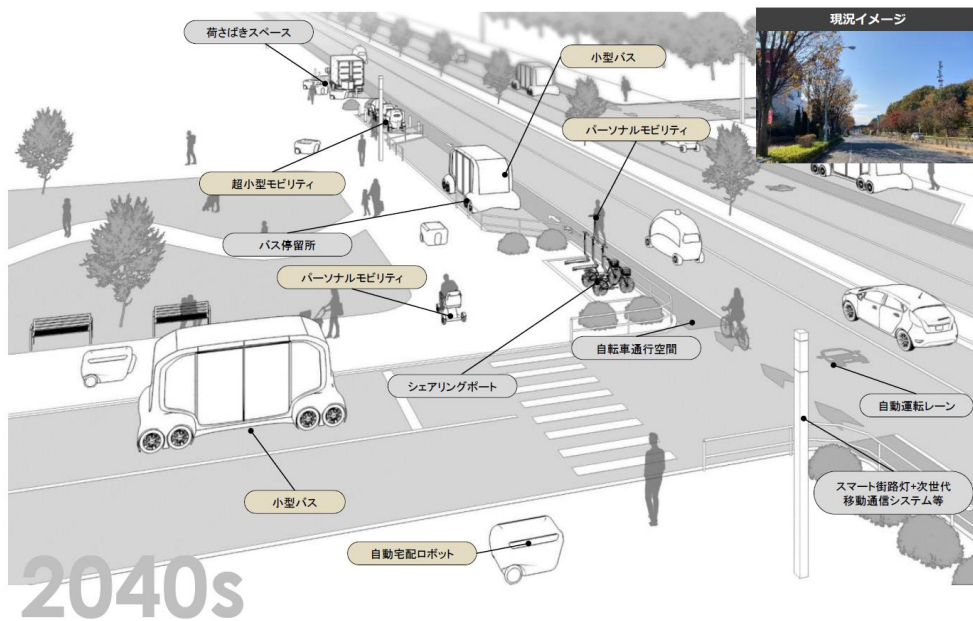 現況イメージ
荷さばきスペース
小型バス
パーソナルモビリティ
超小型モビリティ
バス停留所
パーソナルモビリティ
自転車通行空間
シェアリングポート
自動運転レーン
スマート街路灯+次世代
移動通信システム等
小型バス
自動宅配ロボット
2040s